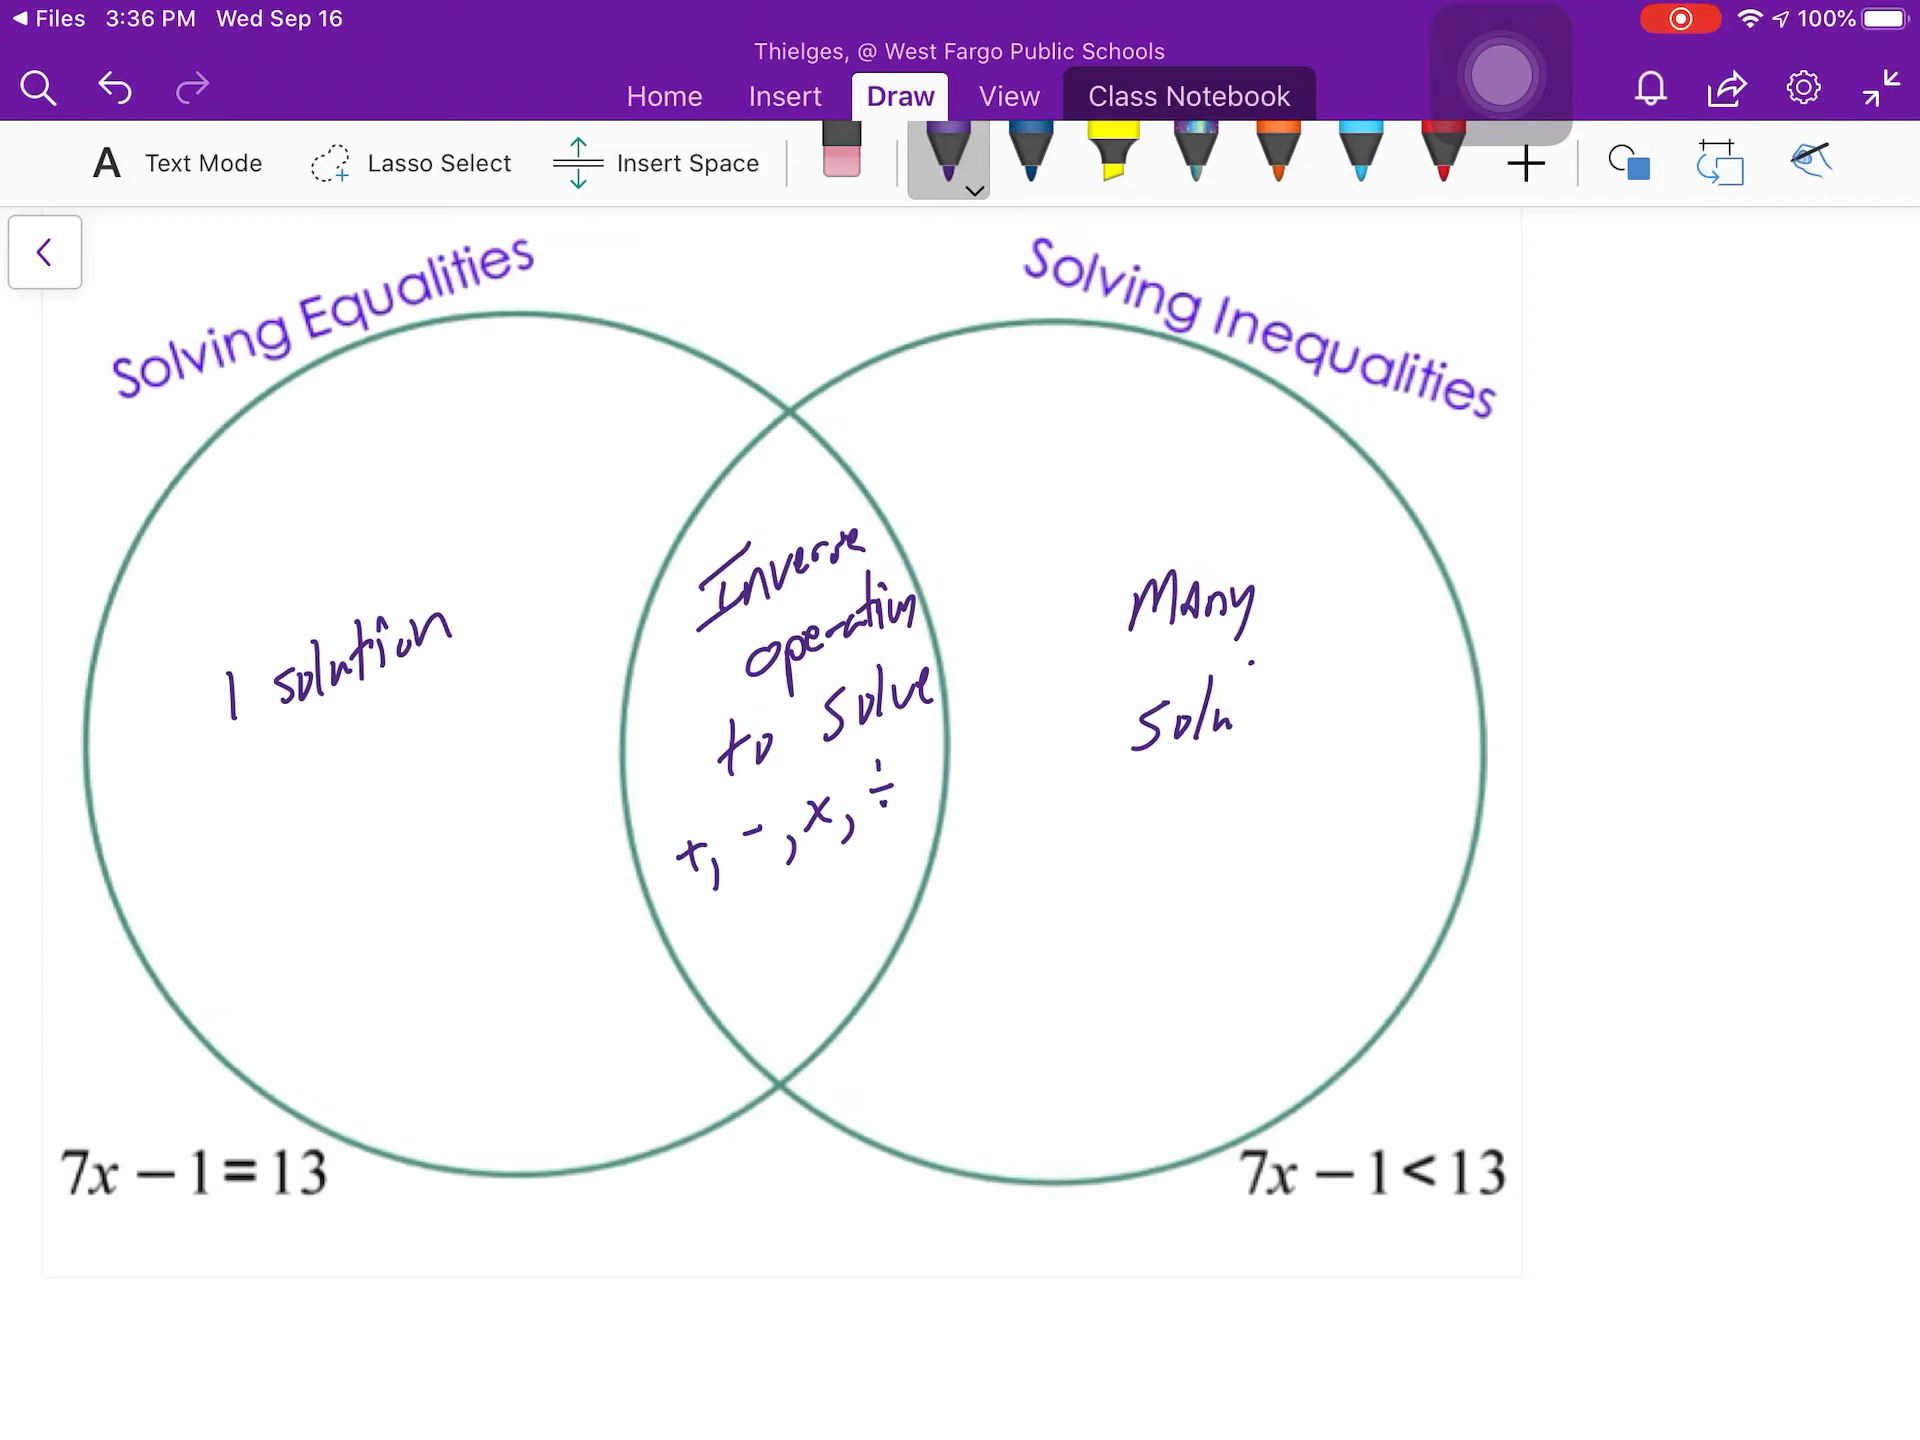 Files 3:36 PM Wed Sep 16
100%
Thielges, @ West Fargo Public Schools
Home Insert Draw View Class Notebook
A Text Mode Lasso Select Insert Space
Solving Equalities
Solving Inequalities
1 solution
Inverse
operation
to solve
+, -, x, ÷
Many
solu
7x – 1 = 13
7x – 1 < 13